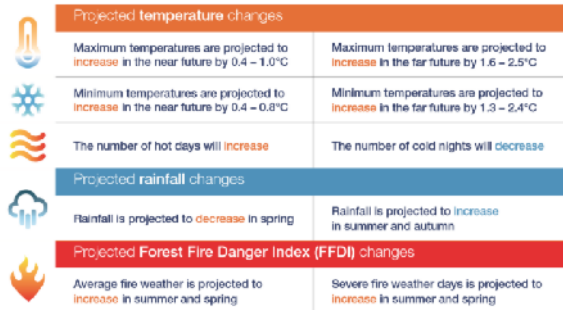 Projected temperature changes
Maximum temperatures are projected to
increase in the near future by 0.4 – 1.0°C
Maximum temperatures are projected to
increase in the far future by 1.6 – 2.5°C
Minimum temperatures are projected to
increase in the near future by 0.4 – 0.8°C
Minimum temperatures are projected to
increase in the far future by 1.3 – 2.4°C
The number of hot days will increase
The number of cold nights will decrease
Projected rainfall changes
Rainfall is projected to decrease in spring
Rainfall is projected to increase
in summer and autumn
Projected Forest Fire Danger Index (FFDI) changes
Average fire weather is projected to
increase in summer and spring
Severe fire weather days is projected to
increase in summer and spring